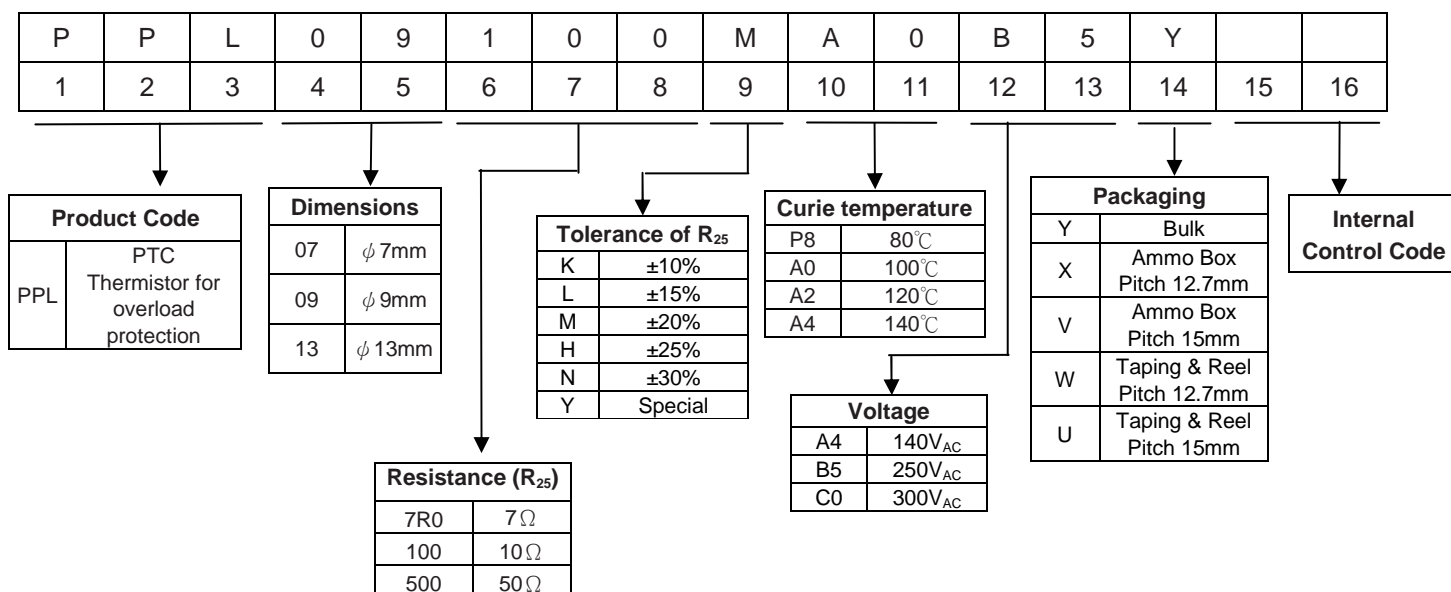 P P L 0 9 1 0 0 M A 0 B 5 Y
1 2 3 4 5 6 7 8 9 10 11 12 13 14 15 16
Product Code
PPL PTC
Thermistor for
overload
protection
Dimensions
07 φ7mm
09 φ9mm
13 φ13mm
Resistance (R25)
7R0 7Ω
100 10Ω
500 50Ω
Tolerance of R25
K ±10%
L ±15%
M ±20%
H ±25%
N ±30%
Y Special
Curie temperature
P8 80℃
A0 100℃
A2 120℃
A4 140℃
Voltage
A4 140VAC
B5 250VAC
C0 300VAC
Packaging
Y Bulk
X Ammo Box
Pitch 12.7mm
V Ammo Box
Pitch 15mm
W Taping & Reel
Pitch 12.7mm
U Taping & Reel
Pitch 15mm
Internal
Control Code